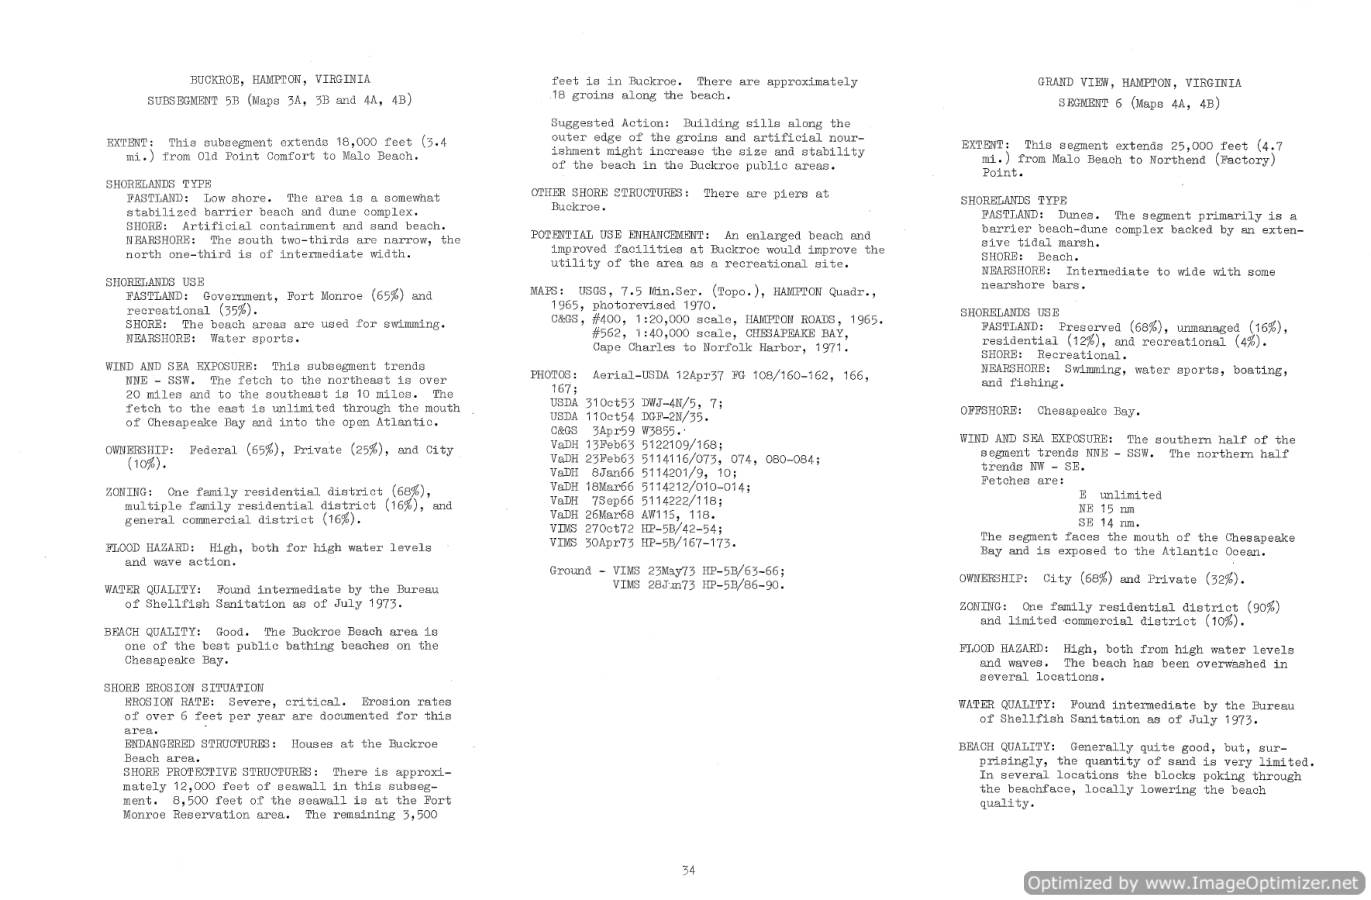 BUCKROE, HAMPTON, VIRGINIA
SUBSEGMENT 5B (Maps 3A, 3B and 4A, 4B)
EXTENT: This subsegment extends 18,000 feet (3.4
mi.) from Old Point Comfort to Malo Beach.
SHORELANDS TYPE
FASTLAND: Low shore. The area is a somewhat
stabilized barrier beach and dune complex.
SHORE: Artificial containment and sand beach.
NEARSHORE: The south two-thirds are narrow, the
north one-third is of intermediate width.
SHORELANDS USE
FASTLAND: Government, Fort Monroe (65%) and
recreational (35%).
SHORE: The beach areas are used for swimming.
NEARSHORE: Water sports.
WIND AND SEA EXPOSURE: This subsegment trends
NNE - SSW. The fetch to the northeast is over
20 miles and to the southeast is 10 miles. The
fetch to the east is unlimited through the mouth
of Chesapeake Bay and into the open Atlantic.
OWNERSHIP: Federal (65%), Private (25%), and City
(10%).
ZONING: One family residential district (68%),
multiple family residential district (16%), and
general commercial district (16%).
FLOOD HAZARD: High, both for high water levels
and wave action.
WATER QUALITY: Found intermediate by the Bureau
of Shellfish Sanitation as of July 1973.
BEACH QUALITY: Good. The Buckroe Beach area is
one of the best public bathing beaches on the
Chesapeake Bay.
SHORE EROSION SITUATION
EROSION RATE: Severe, critical. Erosion rates
of over 6 feet per year are documented for this
area.
ENDANGERED STRUCTURES: Houses at the Buckroe
Beach area.
SHORE PROTECTIVE STRUCTURES: There is approxi-
mately 12,000 feet of seawall in this subseg-
ment. 8,500 feet of the seawall is at the Fort
Monroe Reservation area. The remaining 3,500
feet is in Buckroe. There are approximately
18 groins along the beach.
Suggested Action: Building sills along the
outer edge of the groins and artificial nour-
ishment might increase the size and stability
of the beach in the Buckroe public areas.
OTHER SHORE STRUCTURES: There are piers at
Buckroe.
POTENTIAL USE ENHANCEMENT: An enlarged beach and
improved facilities at Buckroe would improve the
utility of the area as a recreational site.
MAPS: USGS, 7.5 Min.Ser. (Topo.), HAMPTON Quadr.,
1965, photorevised 1970.
C&GS, #400, 1:20,000 scale, HAMPTON ROADS, 1965.
#562, 1:40,000 scale, CHESAPEAKE BAY,
Cape Charles to Norfolk Harbor, 1971.
PHOTOS: Aerial-USDA 12Apr37 FG 108/160-162, 166,
167;
USDA 31Oct53 DWJ-4N/5, 7;
USDA 11Oct54 DGF-2N/35.
C&GS 3Apr59 W3855.
VaDH 13Feb63 5122109/168;
VaDH 23Feb63 5114116/073, 074, 080-084;
VaDH 8Jan66 5114201/9, 10;
VaDH 18Mar66 5114212/010-014;
VaDH 7Sep66 5114222/118;
VaDH 26Mar68 AW115, 118.
VIMS 27Oct72 HP-5B/42-54;
VIMS 30Apr73 HP-5B/167-173.
Ground - VIMS 23May73 HP-5B/63-66;
VIMS 28Jun73 HP-5B/86-90.
GRAND VIEW, HAMPTON, VIRGINIA
SEGMENT 6 (Maps 4A, 4B)
EXTENT: This segment extends 25,000 feet (4.7
mi.) from Malo Beach to Northend (Factory)
Point.
SHORELANDS TYPE
FASTLAND: Dunes. The segment primarily is a
barrier beach-dune complex backed by an exten-
sive tidal marsh.
SHORE: Beach.
NEARSHORE: Intermediate to wide with some
nearshore bars.
SHORELANDS USE
FASTLAND: Preserved (68%), unmanaged (16%),
residential (12%), and recreational (4%).
SHORE: Recreational.
NEARSHORE: Swimming, water sports, boating,
and fishing.
OFFSHORE: Chesapeake Bay.
WIND AND SEA EXPOSURE: The southern half of the
segment trends NNE - SSW. The northern half
trends NW - SE.
Fetches are:
E unlimited
NE 15 nm
SE 14 nm.
The segment faces the mouth of the Chesapeake
Bay and is exposed to the Atlantic Ocean.
OWNERSHIP: City (68%) and Private (32%).
ZONING: One family residential district (90%)
and limited commercial district (10%).
FLOOD HAZARD: High, both from high water levels
and waves. The beach has been overwashed in
several locations.
WATER QUALITY: Found intermediate by the Bureau
of Shellfish Sanitation as of July 1973.
BEACH QUALITY: Generally quite good, but, sur-
prisingly, the quantity of sand is very limited.
In several locations the blocks poking through
the beachface, locally lowering the beach
quality.
34
Optimized by www.ImageOptimizer.net